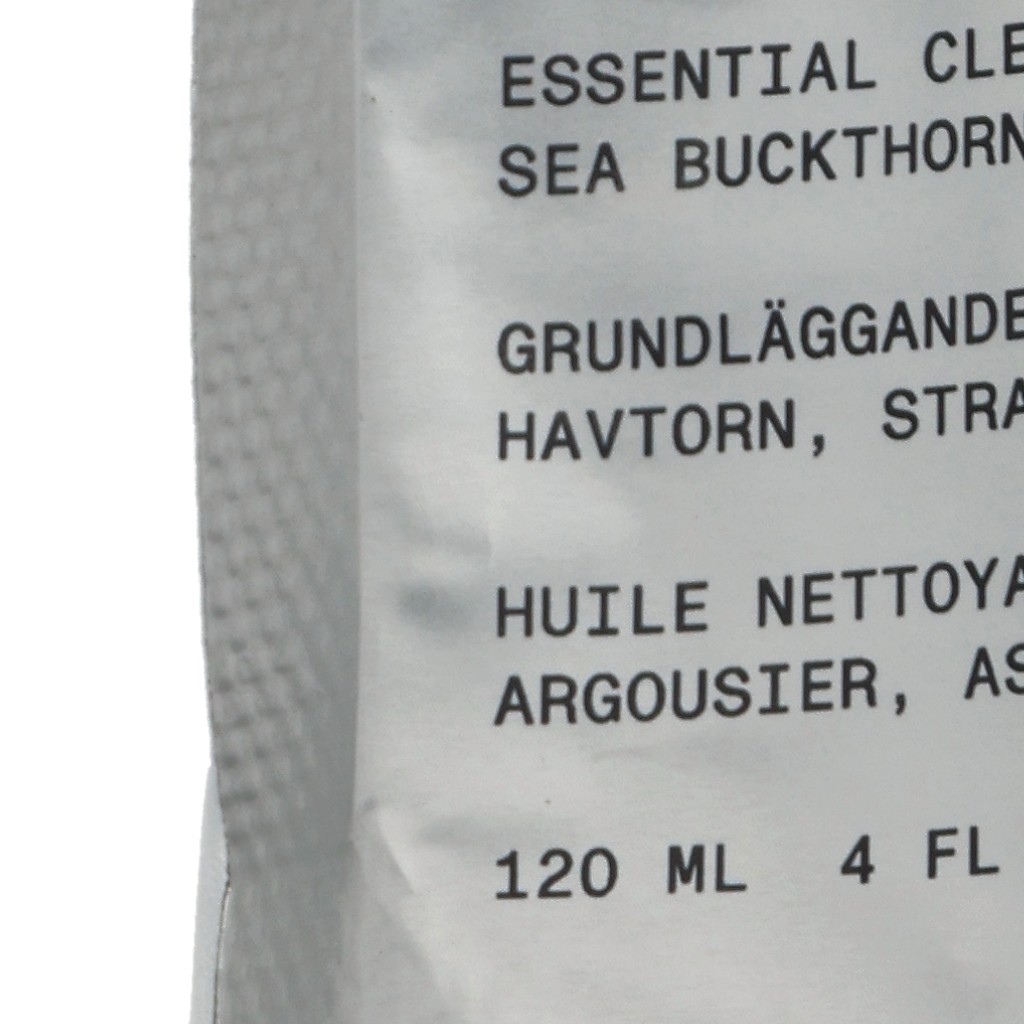 ESSENTIAL CLE
SEA BUCKTHORN
GRUNDLÄGGANDE
HAVTORN, STRA
HUILE NETTOYA
ARGOUSIER, AS
120 ML 4 FL